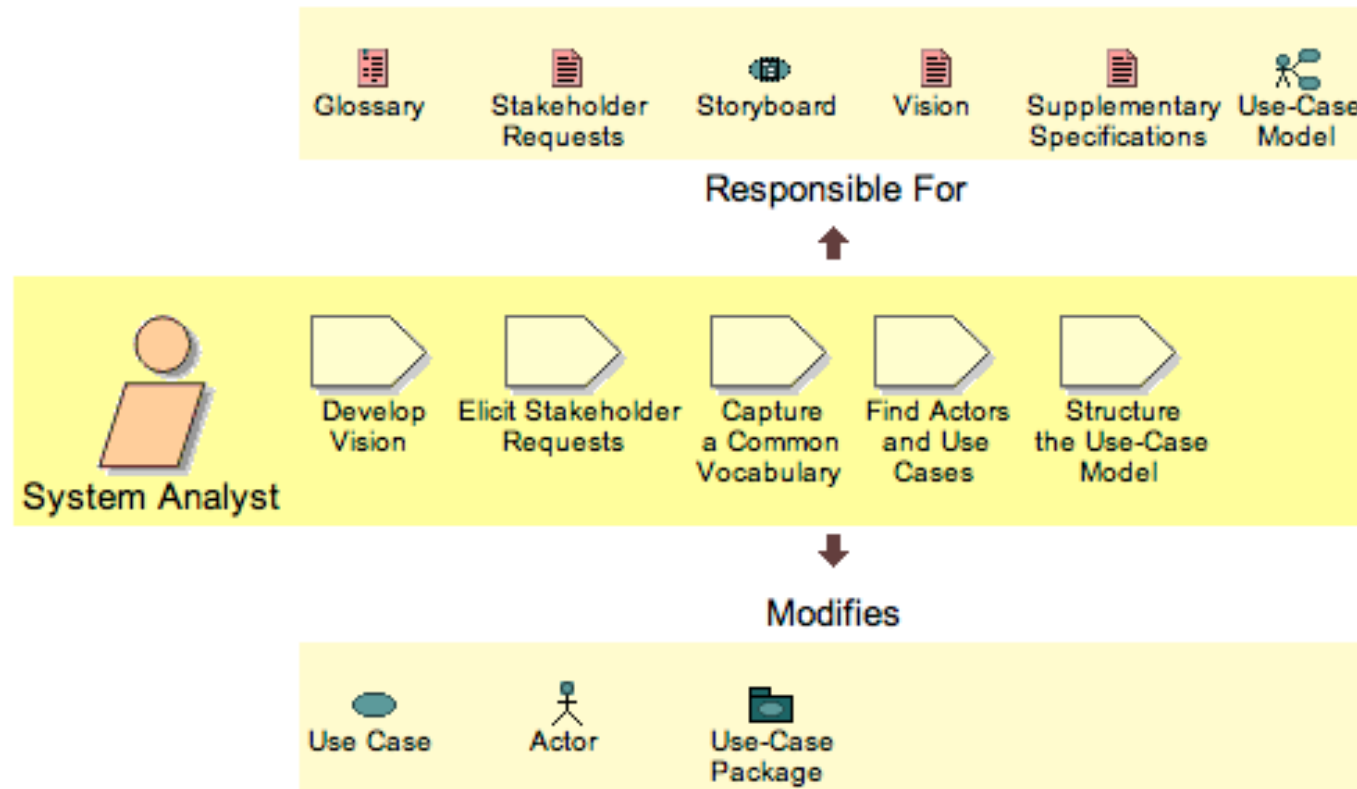 Glossary
Stakeholder
Requests
Storyboard
Vision
Supplementary
Specifications
Use-Case
Model
Responsible For
System Analyst
Develop
Vision
Elicit Stakeholder
Requests
Capture
a Common
Vocabulary
Find Actors
and Use
Cases
Structure
the Use-Case
Model
Modifies
Use Case
Actor
Use-Case
Package